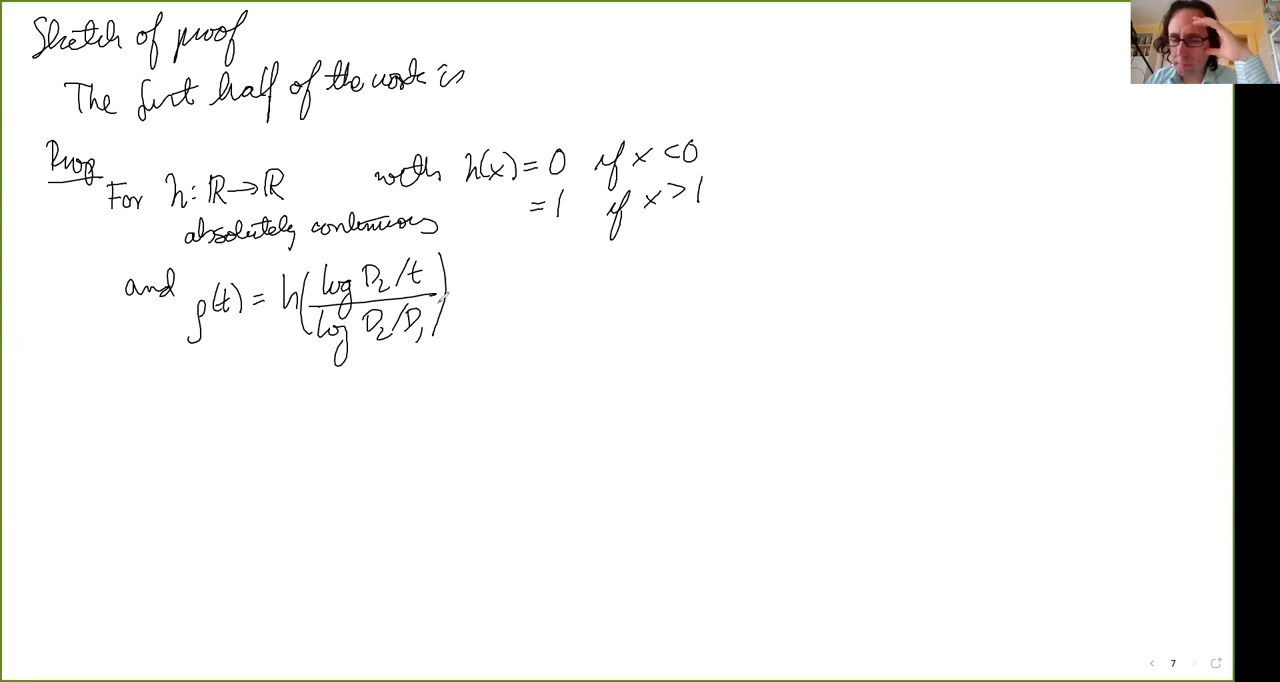 Sketch of proof
The first half of the work is
Prop
For h: ℝ→ℝ with h(x) = 0 if x < 0
absolutely continuous = 1 if x > 1
and ρ(t) = h( (log D₂/t) / (log D₂/D₁) )
7